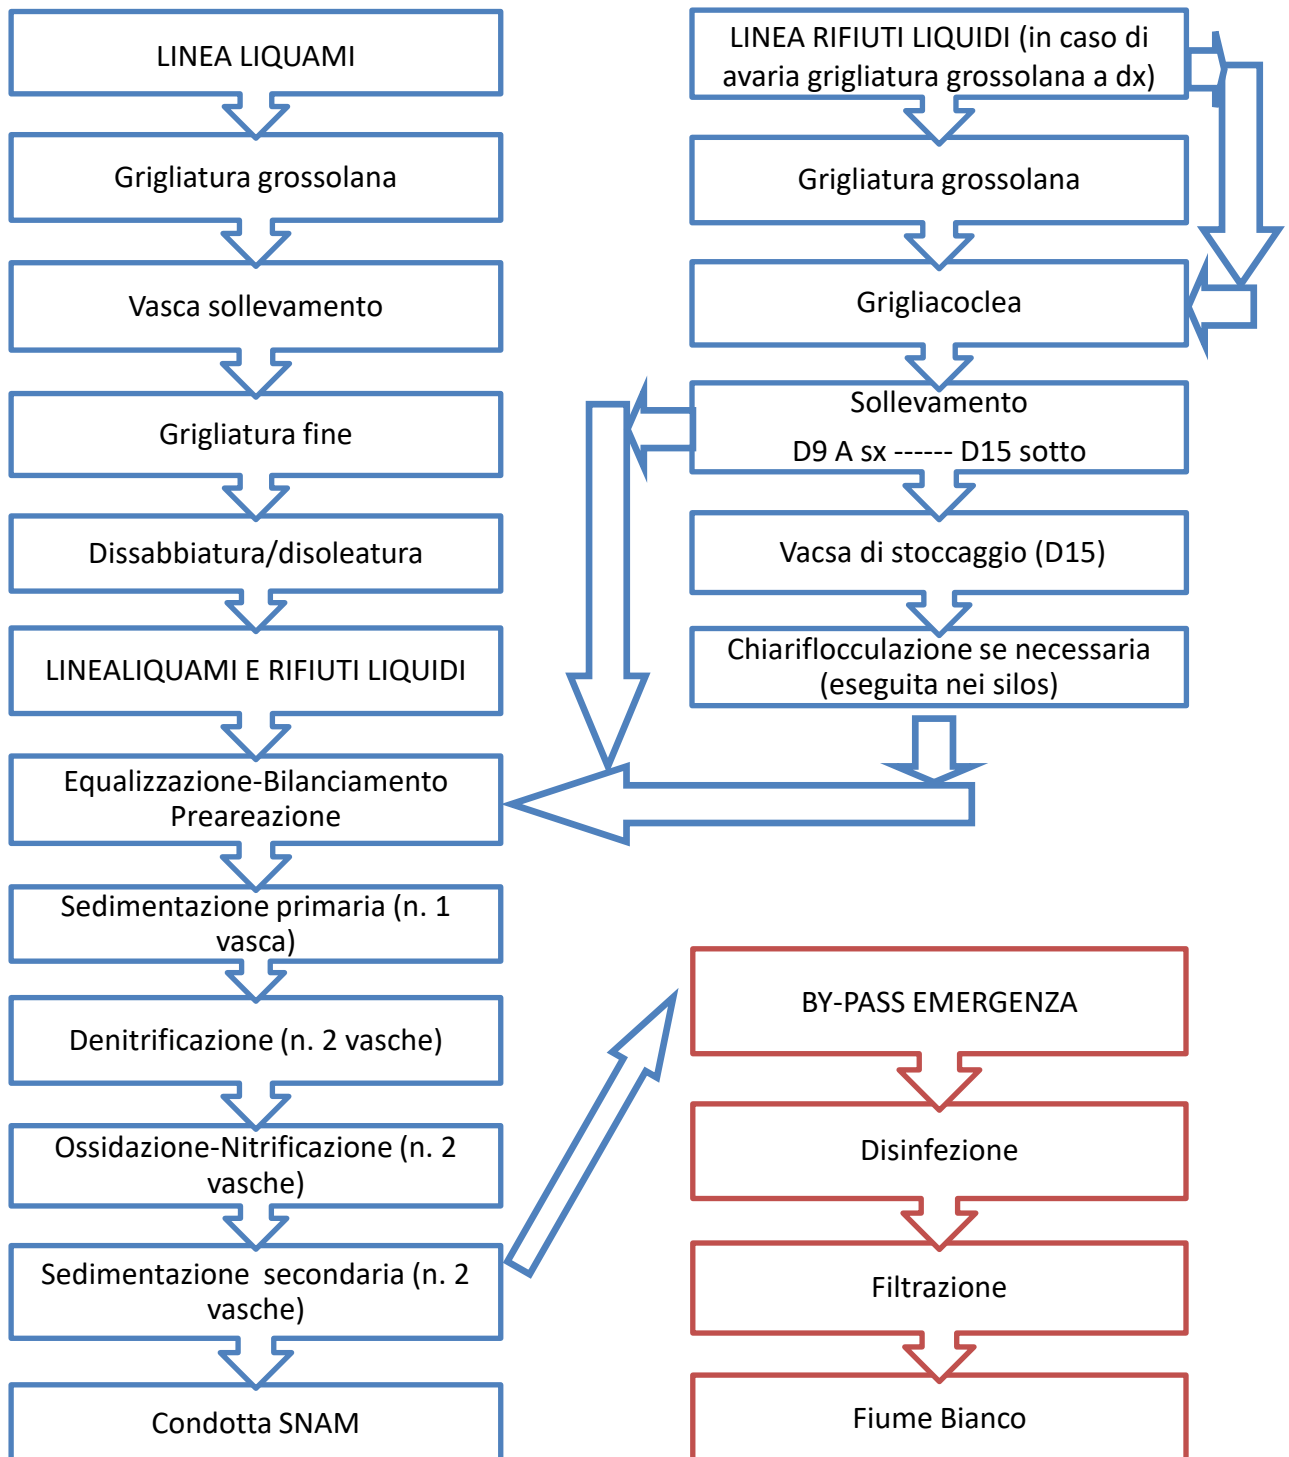 LINEA LIQUAMI
Grigliatura grossolana
Vasca sollevamento
Grigliatura fine
Dissabbiatura/disoleatura
LINEALIQUAMI E RIFIUTI LIQUIDI
Equalizzazione-Bilanciamento
Preareazione
Sedimentazione primaria (n. 1
vasca)
Denitrificazione (n. 2 vasche)
Ossidazione-Nitrificazione (n. 2
vasche)
Sedimentazione  secondaria (n. 2
vasche)
Condotta SNAM
LINEA RIFIUTI LIQUIDI (in caso di
avaria grigliatura grossolana a dx)
Grigliatura grossolana
Grigliacoclea
Sollevamento
D9 A sx ------ D15 sotto
Vacsa di stoccaggio (D15)
Chiariflocculazione se necessaria
(eseguita nei silos)
BY-PASS EMERGENZA
Disinfezione
Filtrazione
Fiume Bianco